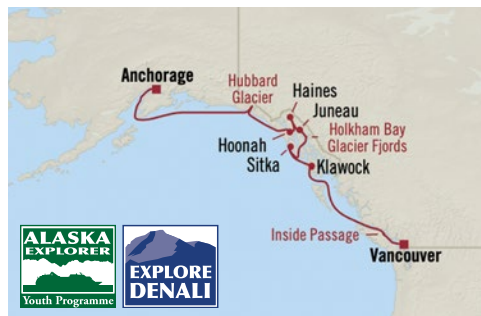 Anchorage
Hubbard
Glacier
Haines
Juneau
Holkham Bay
Glacier Fjords
Hoonah
Sitka
Klawock
Inside Passage
Vancouver
ALASKA
EXPLORER
Youth Programme
EXPLORE
DENALI